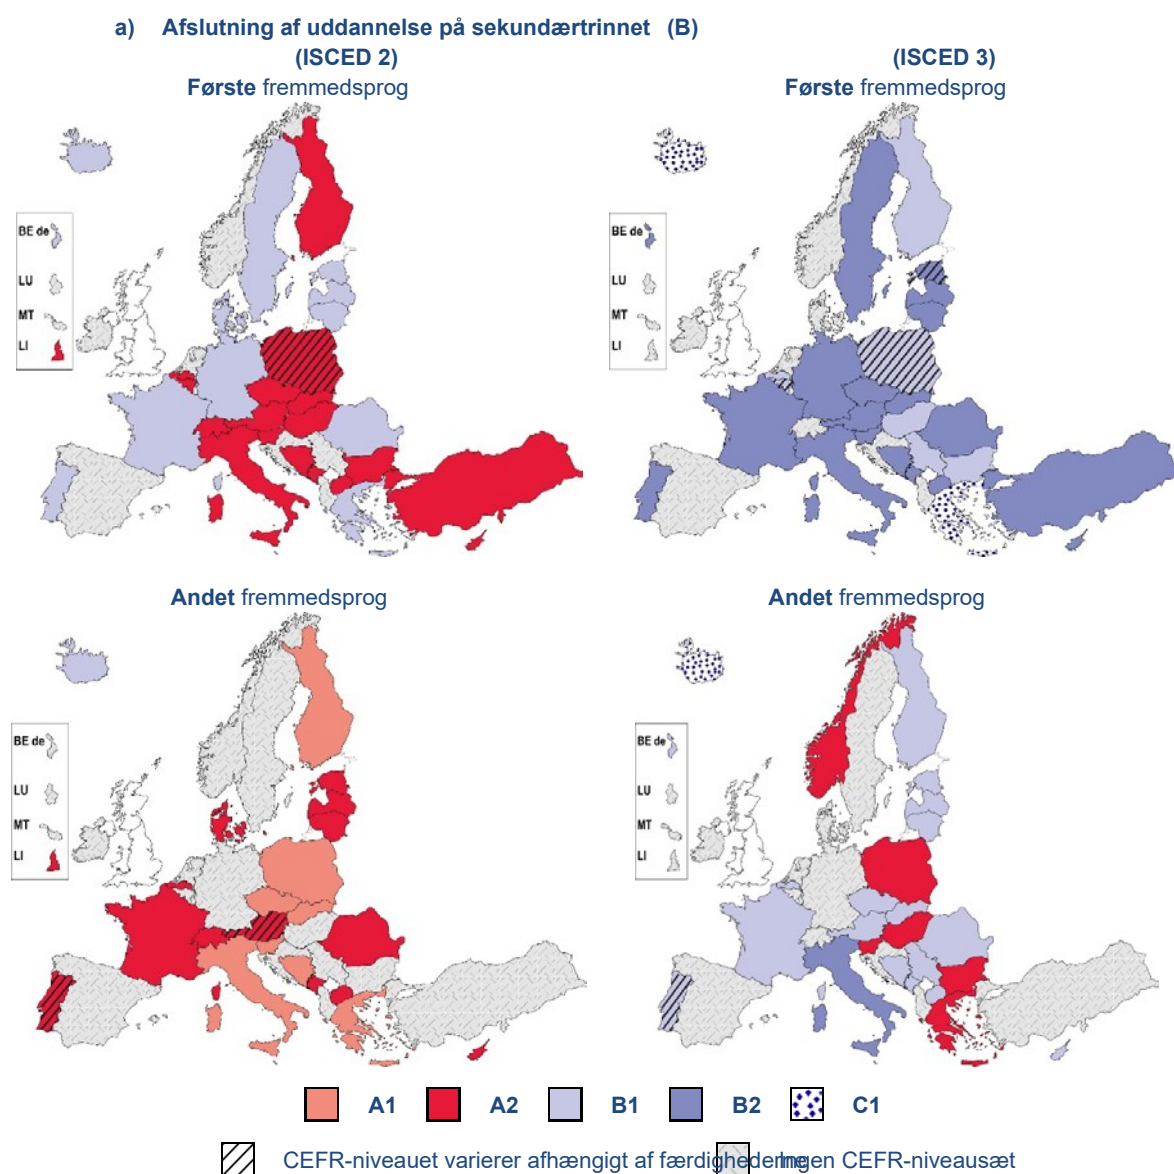 a) Afslutning af uddannelse på sekundærtrinnet (B)
(ISCED 2)
(ISCED 3)
Første fremmedsprog
Første fremmedsprog
BE de
LU
MT
LI
BE de
LU
MT
LI
Andet fremmedsprog
Andet fremmedsprog
BE de
LU
MT
LI
BE de
LU
MT
LI
A1 A2 B1 B2 C1
CEFR-niveauet varierer afhængigt af færdighederne
Ingen CEFR-niveausæt